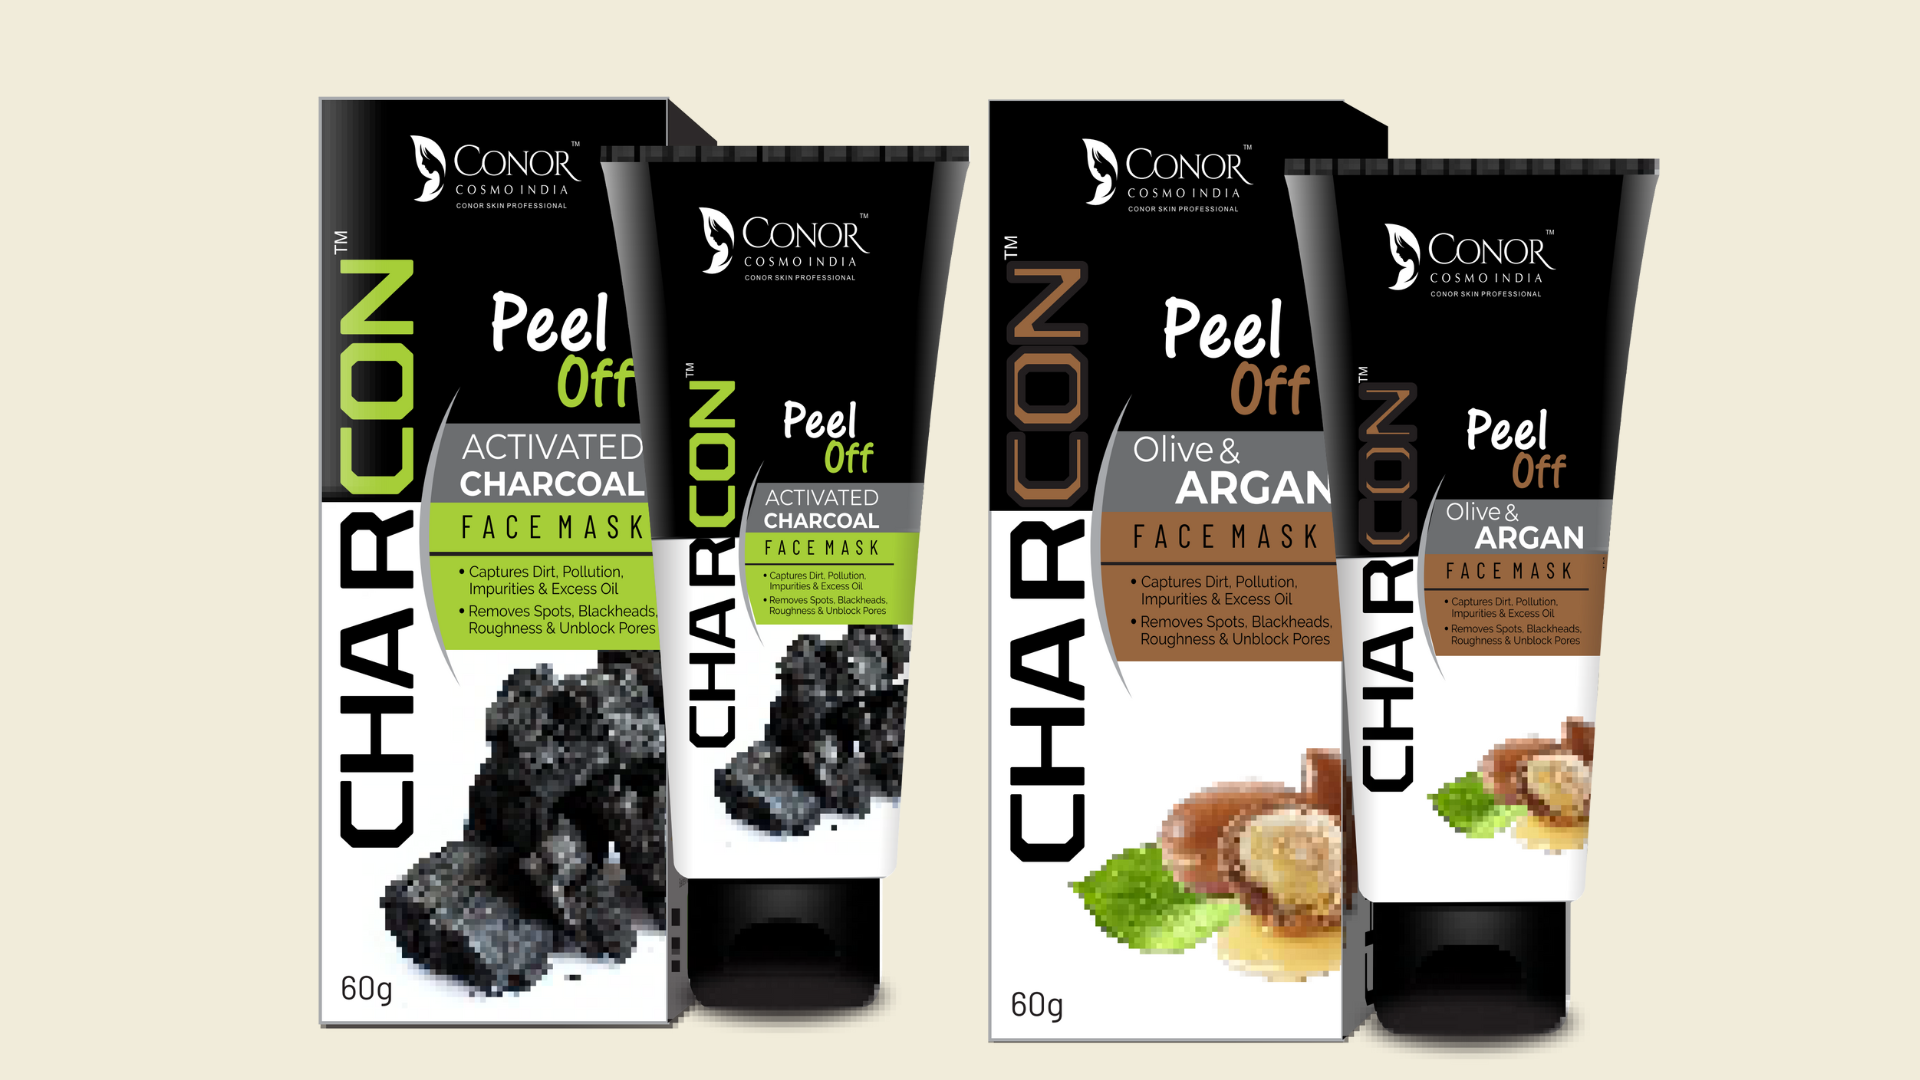 CONOR™
COSMO INDIA
CONOR SKIN PROFESSIONAL
CHARCON™
Peel
Off
ACTIVATED
CHARCOAL
FACE MASK
• Captures Dirt, Pollution,
Impurities & Excess Oil
• Removes Spots, Blackheads,
Roughness & Unblock Pores
60g
CONOR™
COSMO INDIA
CONOR SKIN PROFESSIONAL
CHARCON™
Peel
Off
ACTIVATED
CHARCOAL
FACE MASK
• Captures Dirt, Pollution,
Impurities & Excess Oil
• Removes Spots, Blackheads,
Roughness & Unblock Pores
CONOR™
COSMO INDIA
CONOR SKIN PROFESSIONAL
CHARCON™
Peel
Off
Olive &
ARGAN
FACE MASK
• Captures Dirt, Pollution,
Impurities & Excess Oil
• Removes Spots, Blackheads,
Roughness & Unblock Pores
60g
CONOR™
COSMO INDIA
CONOR SKIN PROFESSIONAL
CHARCON™
Peel
Off
Olive &
ARGAN
FACE MASK
• Captures Dirt, Pollution,
Impurities & Excess Oil
• Removes Spots, Blackheads,
Roughness & Unblock Pores